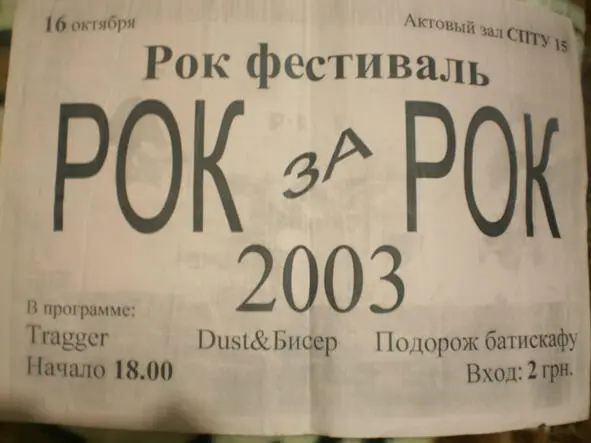 16 октября
Актовый зал СПТУ 15
Рок фестиваль
РОК ЗА РОК
2003
В программе:
Tragger Dust&Бисер Подорож батискафу
Начало 18.00 Вход: 2 грн.